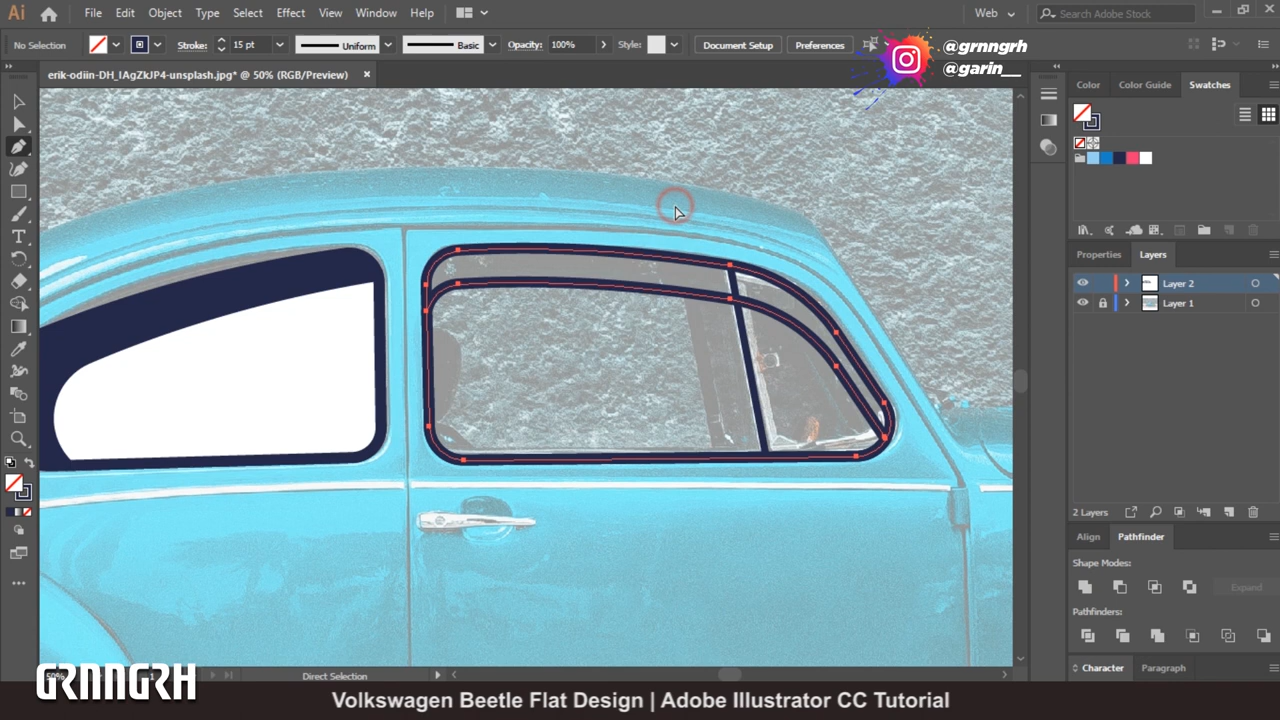 Ai File Edit Object Type Select Effect View Window Help Web Search Adobe Stock
No Selection Stroke: 15 pt Uniform Basic Opacity: 100% Style: Document Setup Preferences
@grnngrh
@garin___
erik-odiin-DH_lAgZkJP4-unsplash.jpg* @ 50% (RGB/Preview) ×
Color Color Guide Swatches
Properties Layers
Layer 2
Layer 1
2 Layers
Align Pathfinder
Shape Modes:
Expand
Pathfinders:
Character Paragraph
50% 1 Direct Selection
GRNNGRH
Volkswagen Beetle Flat Design | Adobe Illustrator CC Tutorial